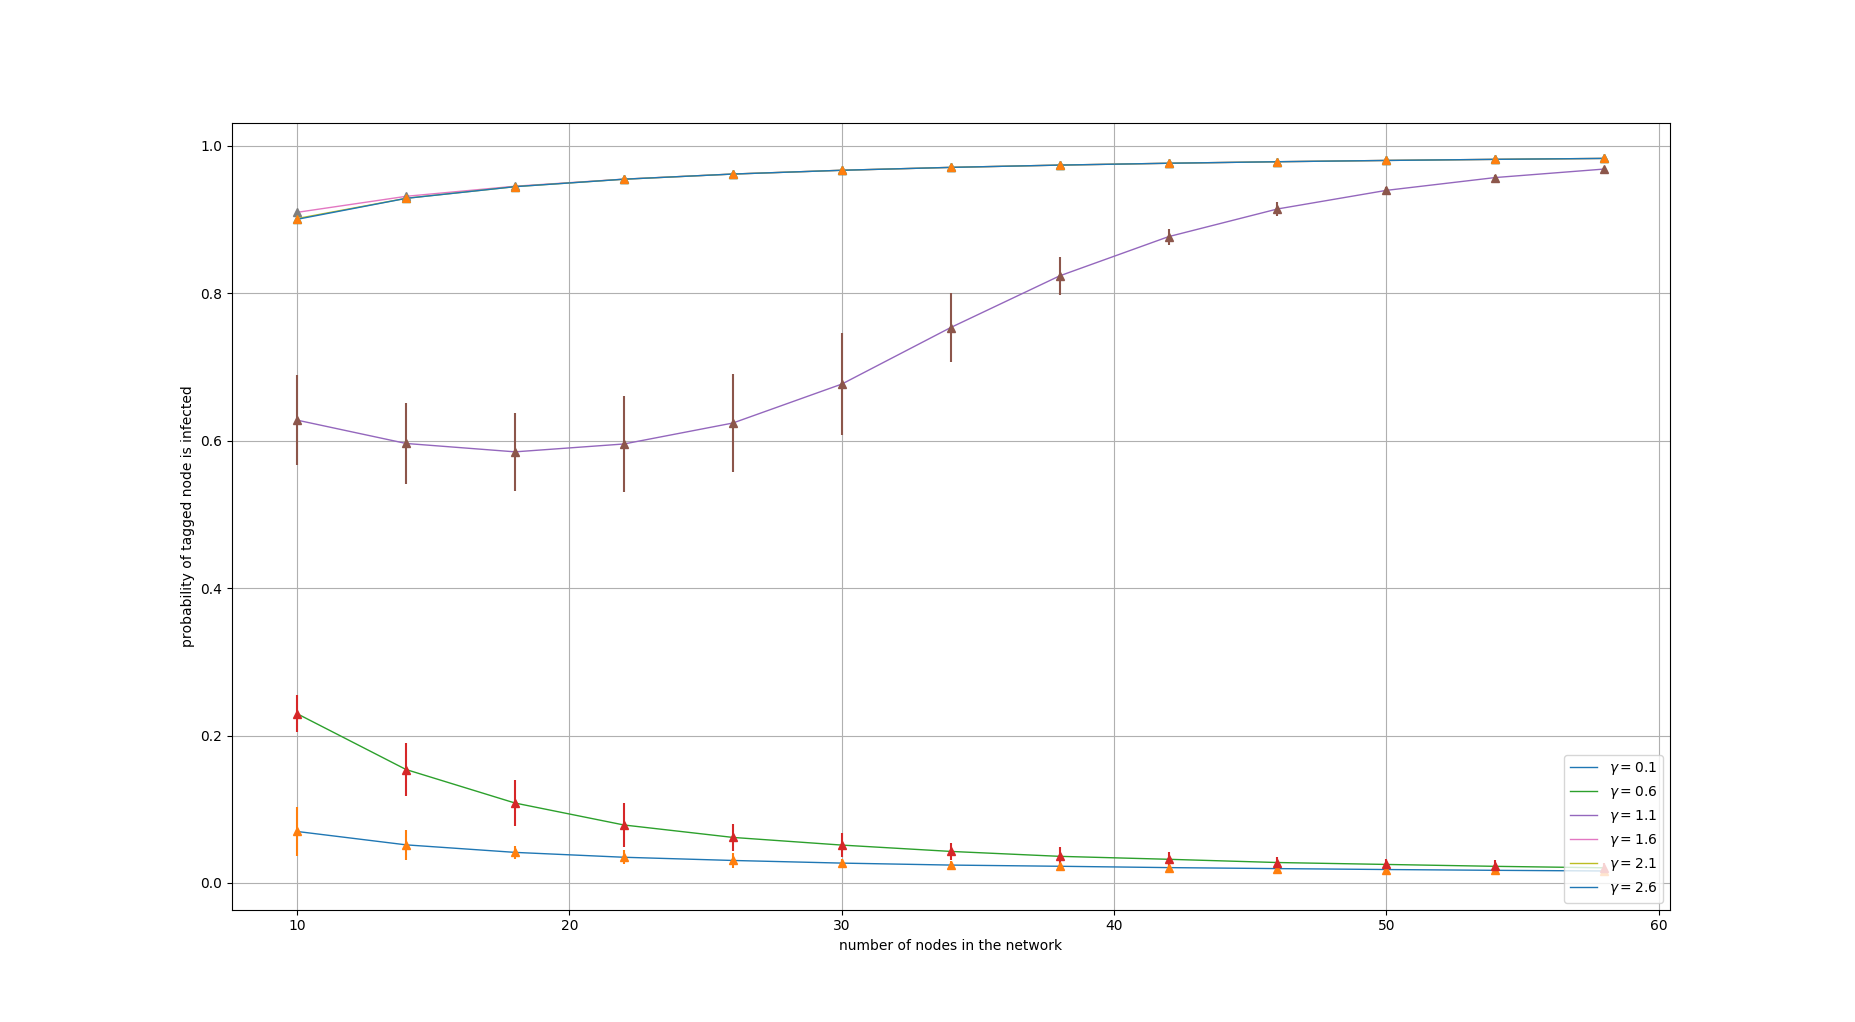 1.0
0.8
0.6
0.4
0.2
0.0
probability of tagged node is infected
10
20
30
40
50
60
number of nodes in the network
γ = 0.1
γ = 0.6
γ = 1.1
γ = 1.6
γ = 2.1
γ = 2.6